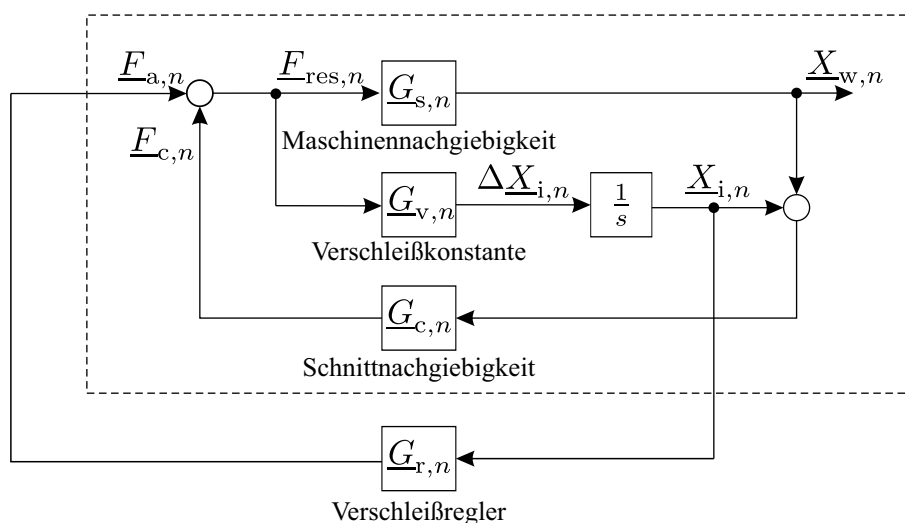 F_a,n
F_res,n
G_s,n
X_w,n
F_c,n
Maschinennachgiebigkeit
G_v,n
ΔX_i,n
1/s
X_i,n
Verschleißkonstante
G_c,n
Schnittnachgiebigkeit
G_r,n
Verschleißregler